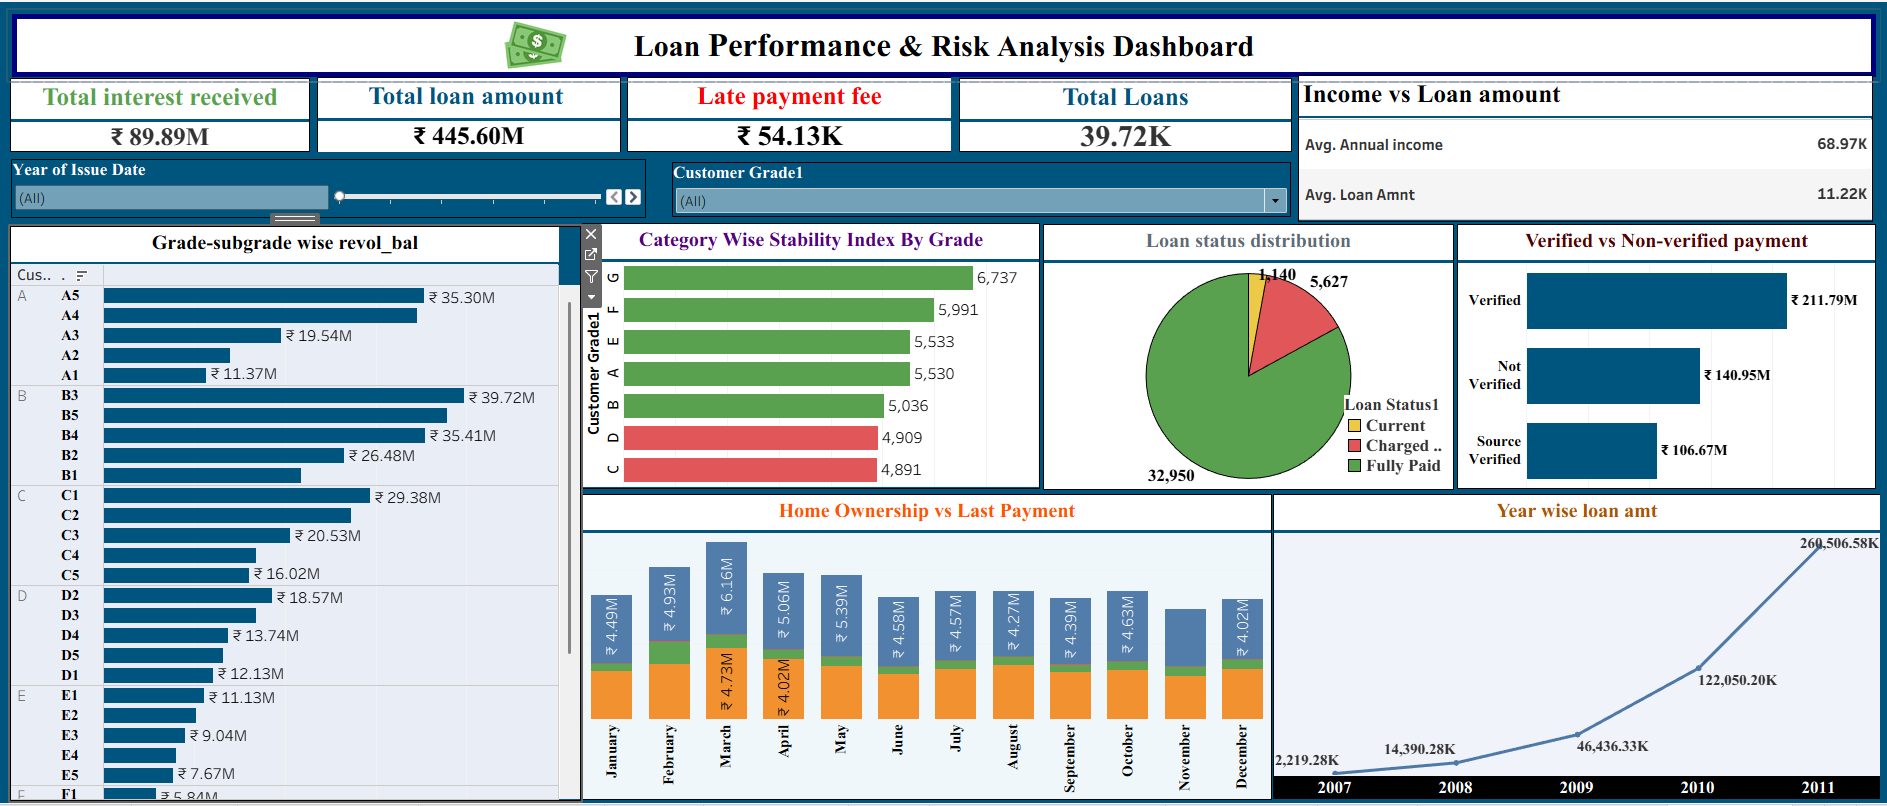 Loan Performance & Risk Analysis Dashboard
Total interest received
₹ 89.89M
Total loan amount
₹ 445.60M
Late payment fee
₹ 54.13K
Total Loans
39.72K
Income vs Loan amount
Avg. Annual income 68.97K
Avg. Loan Amnt 11.22K
Year of Issue Date
(All)
Customer Grade1
(All)
Grade-subgrade wise revol_bal
Cus.. .
A A5 ₹ 35.30M
A4
A3 ₹ 19.54M
A2
A1 ₹ 11.37M
B B3 ₹ 39.72M
B5
B4 ₹ 35.41M
B2 ₹ 26.48M
B1
C C1 ₹ 29.38M
C2
C3 ₹ 20.53M
C4
C5 ₹ 16.02M
D D2 ₹ 18.57M
D3
D4 ₹ 13.74M
D5
D1 ₹ 12.13M
E E1 ₹ 11.13M
E2
E3 ₹ 9.04M
E4
E5 ₹ 7.67M
F F1 ₹ 5.84M
Category Wise Stability Index By Grade
Customer Grade1
G 6,737
F 5,991
E 5,533
A 5,530
B 5,036
D 4,909
C 4,891
Loan status distribution
1,140
5,627
32,950
Loan Status1
Current
Charged ..
Fully Paid
Verified vs Non-verified payment
Verified ₹ 211.79M
Not
Verified ₹ 140.95M
Source
Verified ₹ 106.67M
Home Ownership vs Last Payment
₹ 4.49M
₹ 4.93M
₹ 6.16M
₹ 5.06M
₹ 5.39M
₹ 4.58M
₹ 4.57M
₹ 4.27M
₹ 4.39M
₹ 4.63M
₹ 4.02M
₹ 4.73M
₹ 4.02M
January
February
March
April
May
June
July
August
September
October
November
December
Year wise loan amt
260,506.58K
122,050.20K
46,436.33K
14,390.28K
2,219.28K
2007 2008 2009 2010 2011